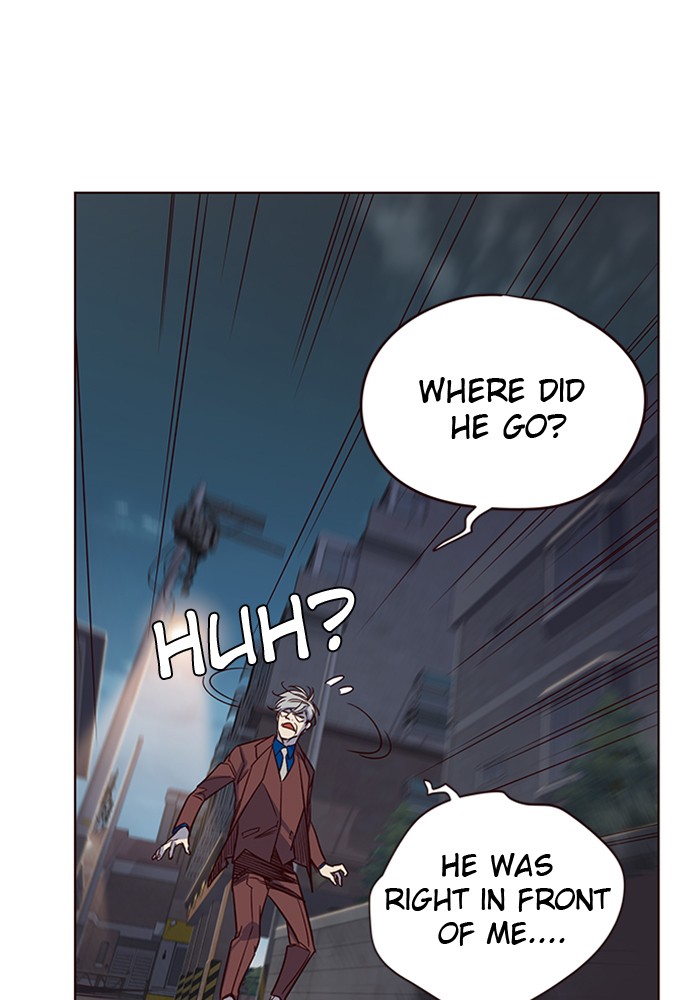 WHERE DID
HE GO?
HUH?
HE WAS
RIGHT IN FRONT
OF ME....